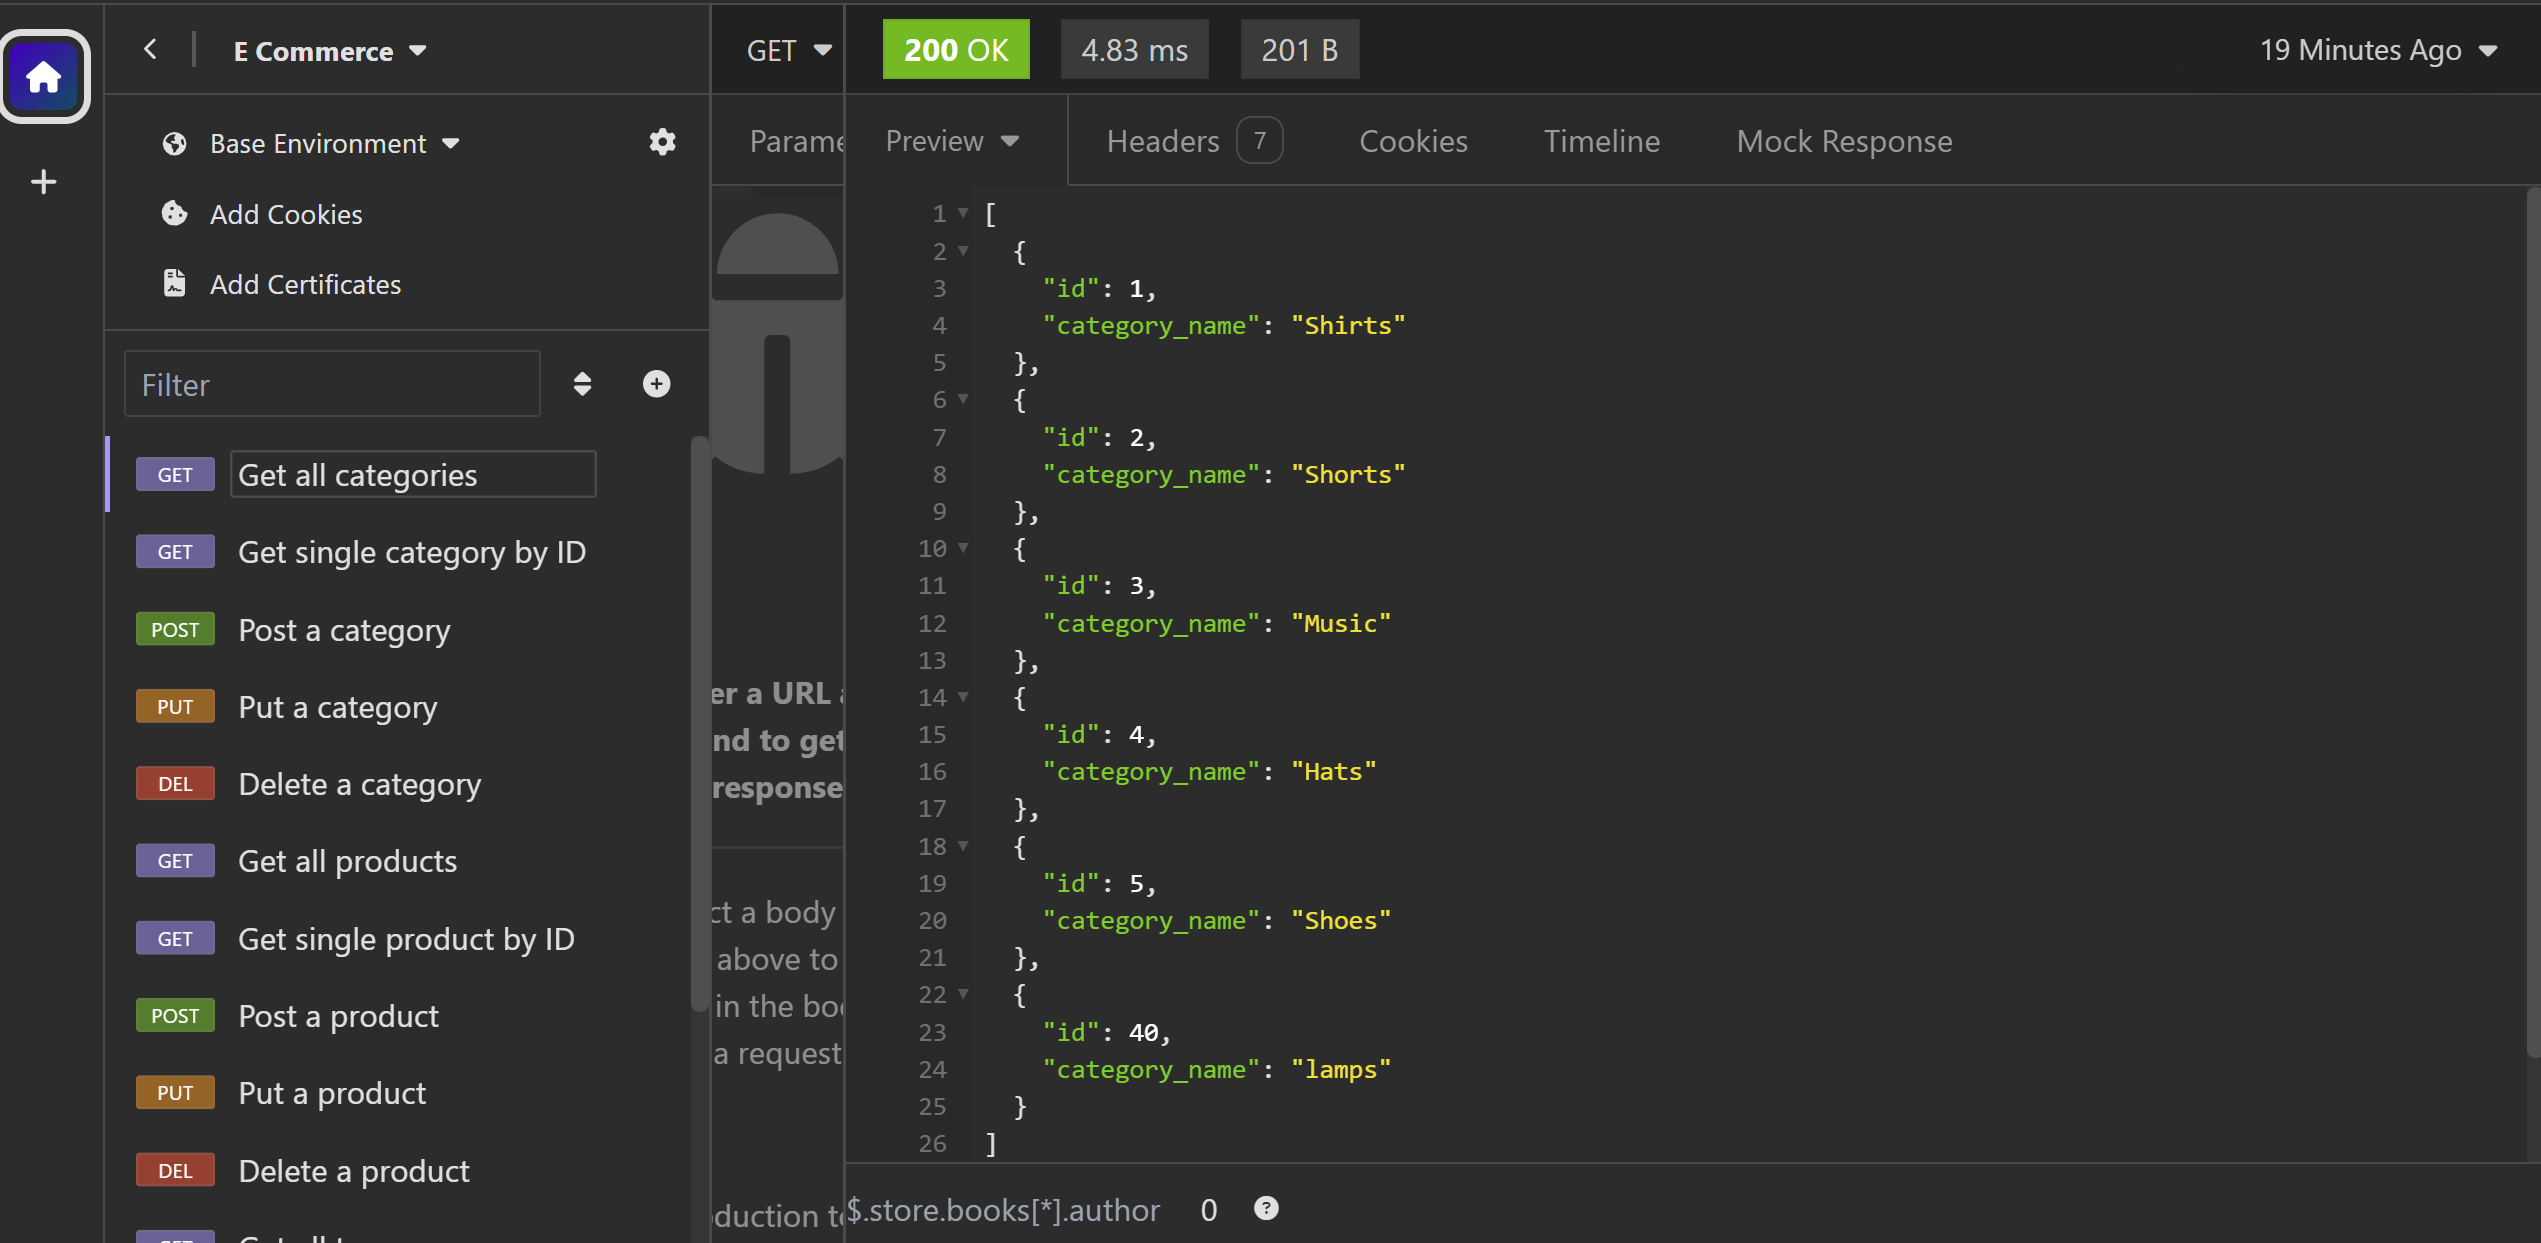 E Commerce
Base Environment
Add Cookies
Add Certificates
Filter
GET Get all categories
GET Get single category by ID
POST Post a category
PUT Put a category
DEL Delete a category
GET Get all products
GET Get single product by ID
POST Post a product
PUT Put a product
DEL Delete a product
GET
Parame
er a URL
nd to get
response
ct a body
above to
in the bo
a request
duction t
200 OK 4.83 ms 201 B 19 Minutes Ago
Preview Headers 7 Cookies Timeline Mock Response
1 [
2 {
3 "id": 1,
4 "category_name": "Shirts"
5 },
6 {
7 "id": 2,
8 "category_name": "Shorts"
9 },
10 {
11 "id": 3,
12 "category_name": "Music"
13 },
14 {
15 "id": 4,
16 "category_name": "Hats"
17 },
18 {
19 "id": 5,
20 "category_name": "Shoes"
21 },
22 {
23 "id": 40,
24 "category_name": "lamps"
25 }
26 ]
$.store.books[*].author 0 ?